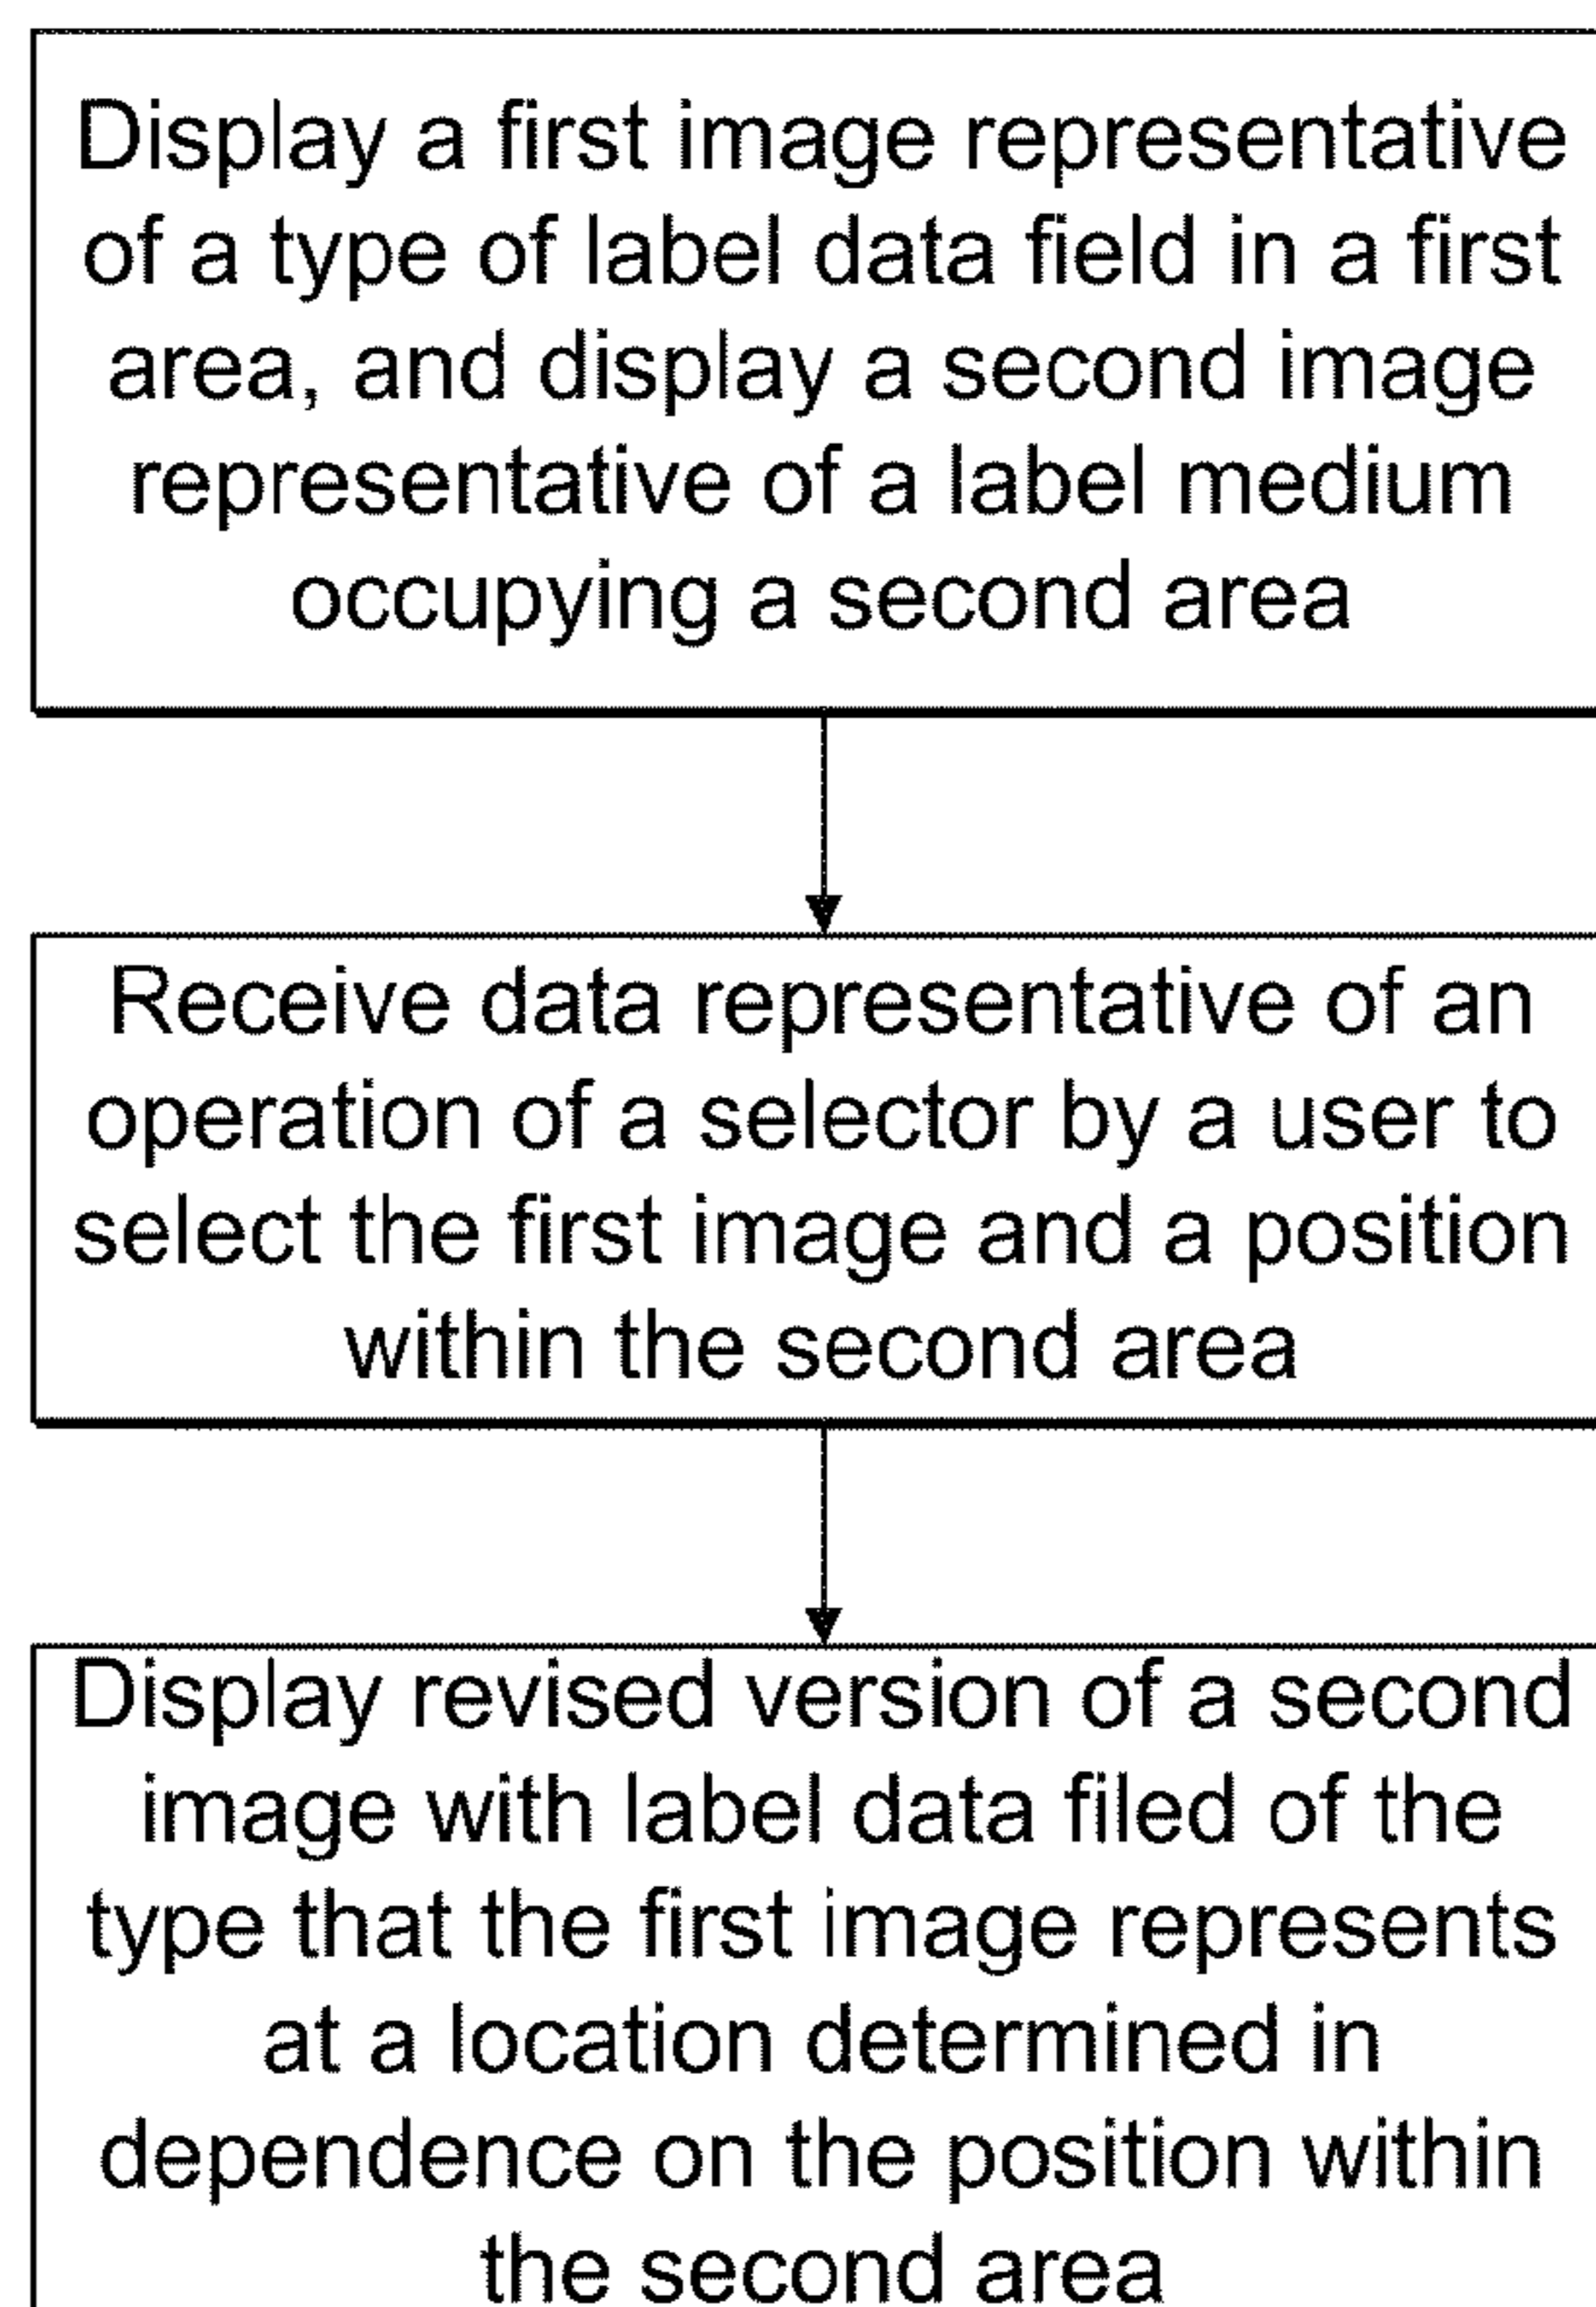 Display a first image representative
of a type of label data field in a first
area, and display a second image
representative of a label medium
occupying a second area
Receive data representative of an
operation of a selector by a user to
select the first image and a position
within the second area
Display revised version of a second
image with label data filed of the
type that the first image represents
at a location determined in
dependence on the position within
the second area